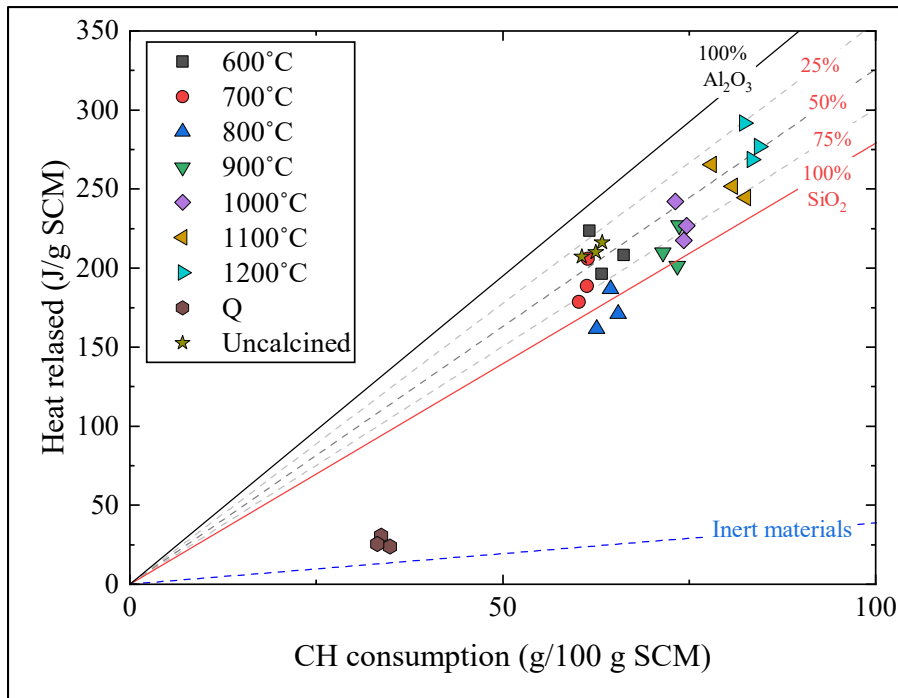 350
300
250
200
150
100
50
0
Heat relased (J/g SCM)
600˚C
700˚C
800˚C
900˚C
1000˚C
1100˚C
1200˚C
Q
Uncalcined
100%
Al₂O₃
25%
50%
75%
100%
SiO₂
Inert materials
0
50
100
CH consumption (g/100 g SCM)